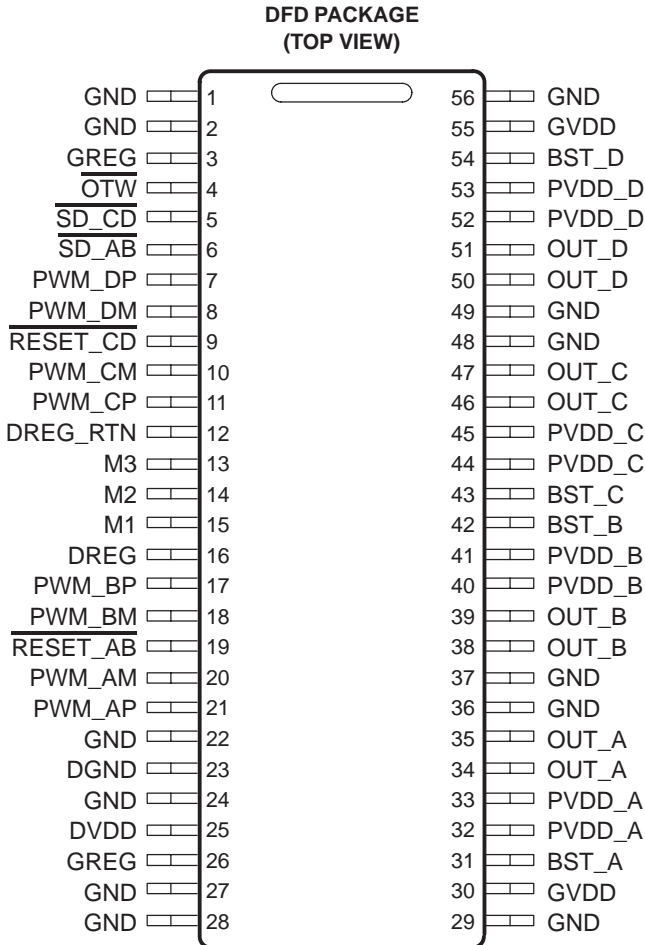 DFD PACKAGE
(TOP VIEW)
GND 1 56 GND
GND 2 55 GVDD
GREG 3 54 BST_D
OTW 4 53 PVDD_D
SD_CD 5 52 PVDD_D
SD_AB 6 51 OUT_D
PWM_DP 7 50 OUT_D
PWM_DM 8 49 GND
RESET_CD 9 48 GND
PWM_CM 10 47 OUT_C
PWM_CP 11 46 OUT_C
DREG_RTN 12 45 PVDD_C
M3 13 44 PVDD_C
M2 14 43 BST_C
M1 15 42 BST_B
DREG 16 41 PVDD_B
PWM_BP 17 40 PVDD_B
PWM_BM 18 39 OUT_B
RESET_AB 19 38 OUT_B
PWM_AM 20 37 GND
PWM_AP 21 36 GND
GND 22 35 OUT_A
DGND 23 34 OUT_A
GND 24 33 PVDD_A
DVDD 25 32 PVDD_A
GREG 26 31 BST_A
GND 27 30 GVDD
GND 28 29 GND